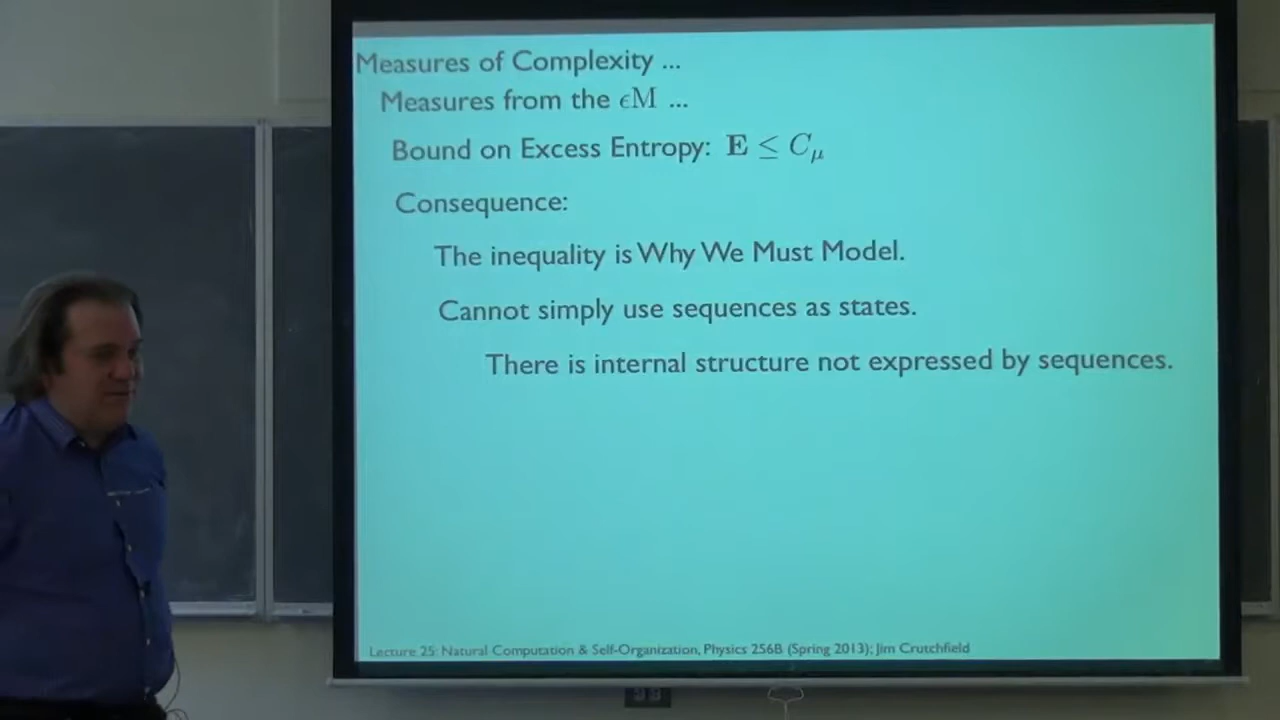 Measures of Complexity ...
Measures from the ϵM ...
Bound on Excess Entropy: E ≤ Cμ
Consequence:
The inequality is Why We Must Model.
Cannot simply use sequences as states.
There is internal structure not expressed by sequences.
Lecture 25: Natural Computation & Self-Organization, Physics 256B (Spring 2013); Jim Crutchfield